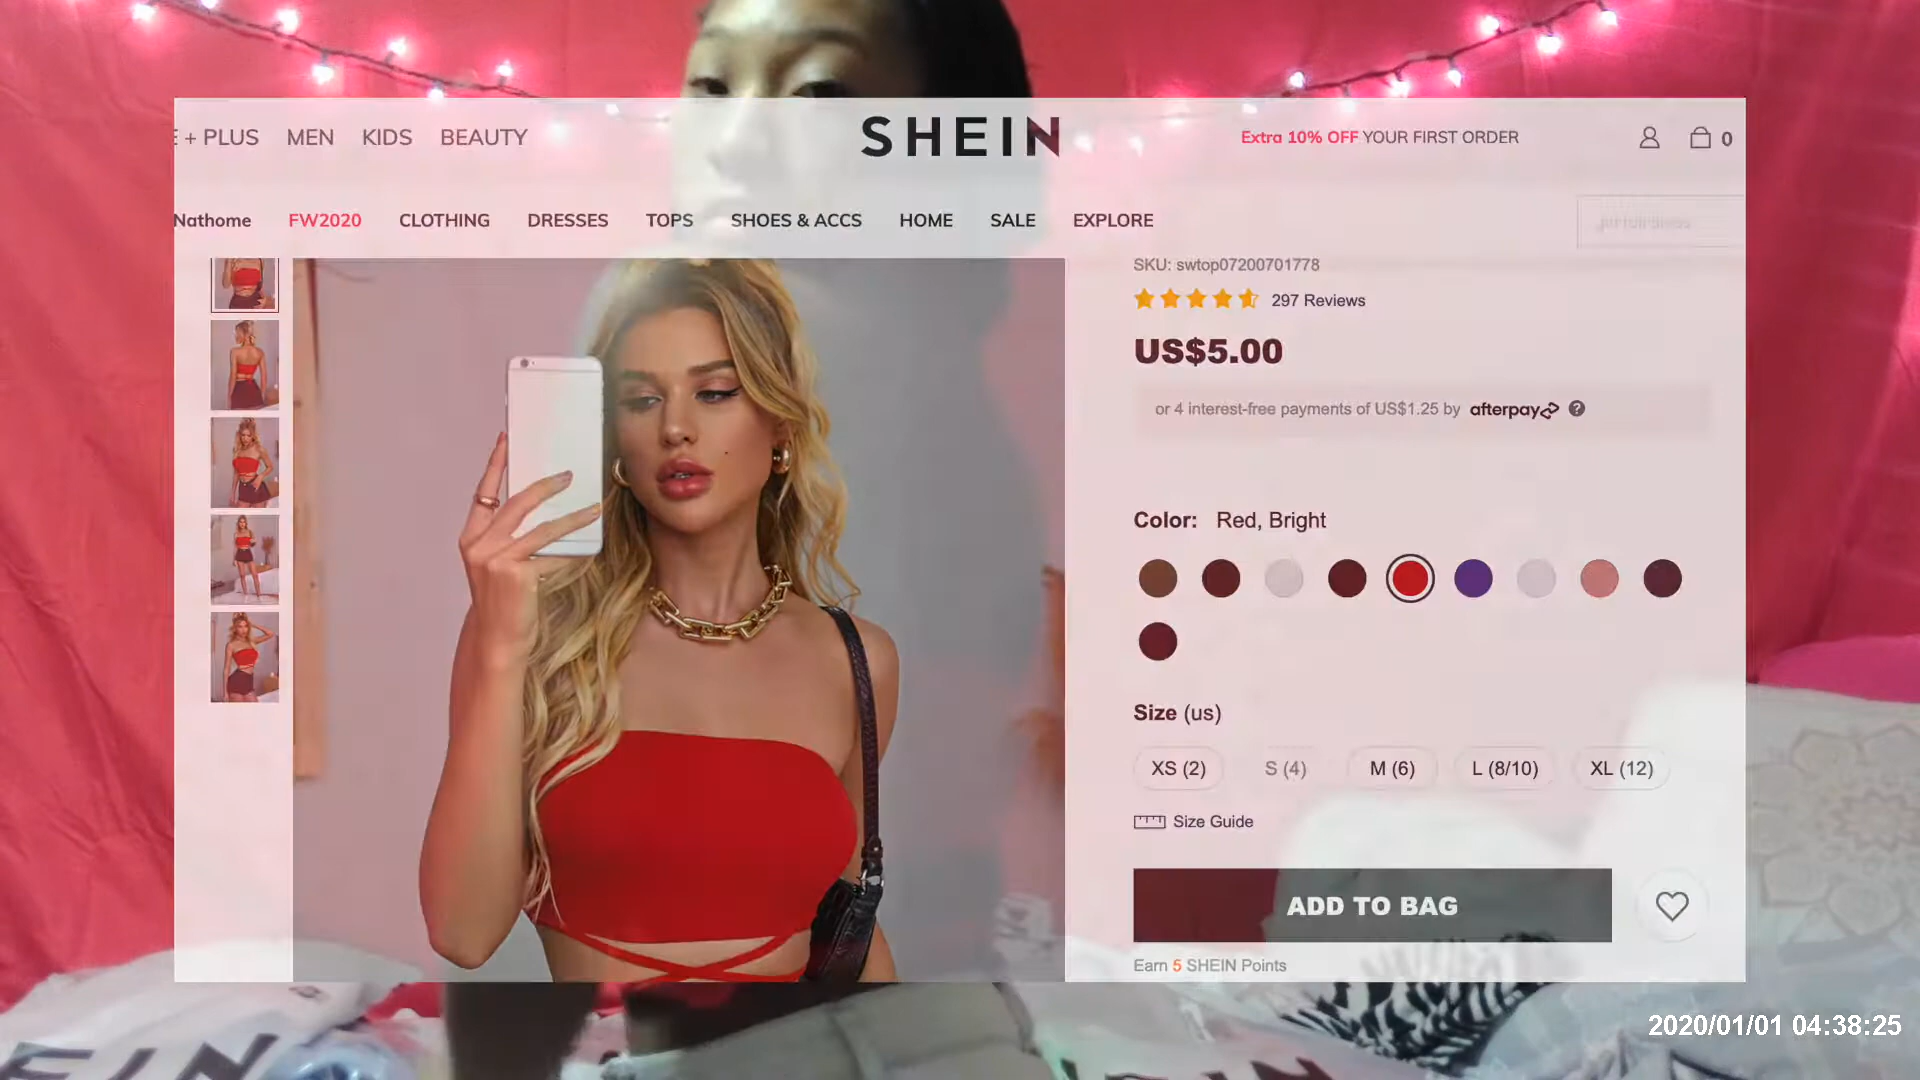 E + PLUS MEN KIDS BEAUTY
SHEIN
Extra 10% OFF YOUR FIRST ORDER
0
Nathome FW2020 CLOTHING DRESSES TOPS SHOES & ACCS HOME SALE EXPLORE
SKU: swtop07200701778
297 Reviews
US$5.00
or 4 interest-free payments of US$1.25 by afterpay ?
Color: Red, Bright
Size (us)
XS (2) S (4) M (6) L (8/10) XL (12)
Size Guide
ADD TO BAG
Earn 5 SHEIN Points
2020/01/01 04:38:25
EIN